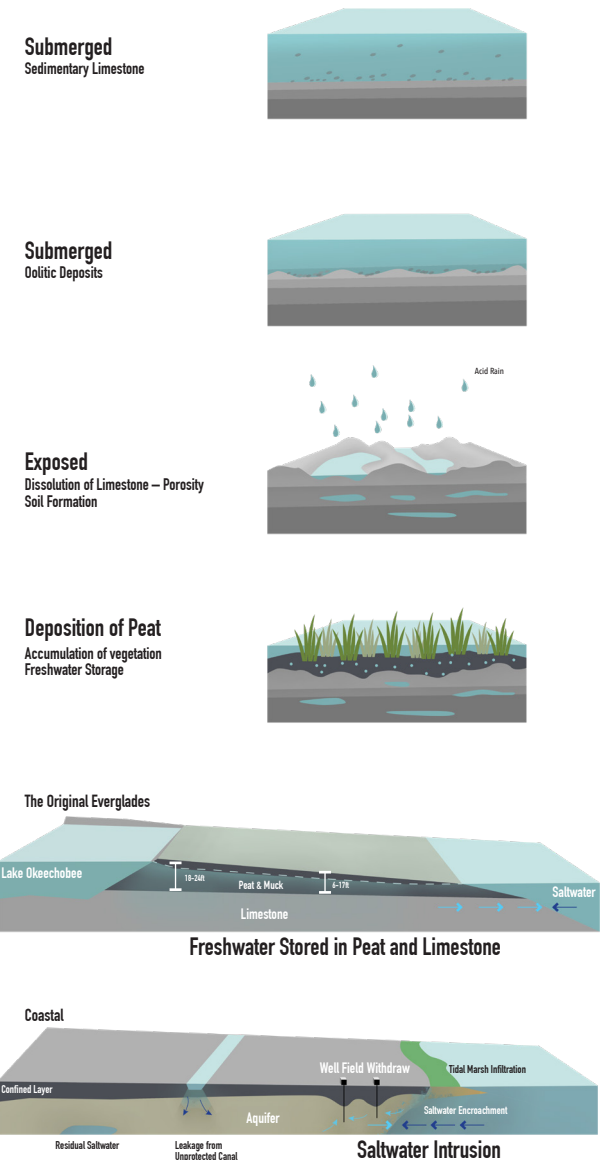 Submerged
Sedimentary Limestone
Submerged
Oolitic Deposits
Acid Rain
Exposed
Dissolution of Limestone – Porosity
Soil Formation
Deposition of Peat
Accumulation of vegetation
Freshwater Storage
The Original Everglades
Lake Okeechobee
18-24ft
Peat & Muck
6-17ft
Saltwater
Limestone
Freshwater Stored in Peat and Limestone
Coastal
Well Field Withdraw
Tidal Marsh Infiltration
Confined Layer
Aquifer
Saltwater Encroachment
Residual Saltwater
Leakage from
Unprotected Canal
Saltwater Intrusion